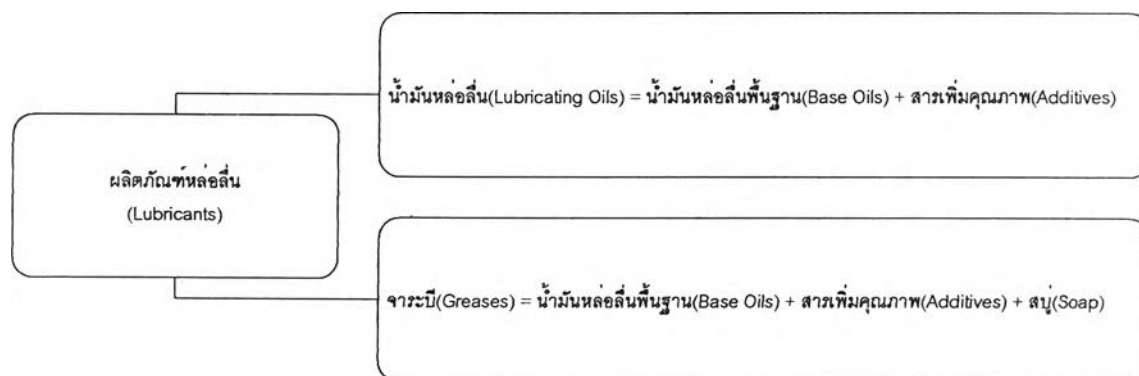 น้ำมันหล่อลื่น(Lubricating Oils) = น้ำมันหล่อลื่นพื้นฐาน(Base Oils) + สารเพิ่มคุณภาพ(Additives)
ผลิตภัณฑ์หล่อลื่น
(Lubricants)
จาระบี(Greases) = น้ำมันหล่อลื่นพื้นฐาน(Base Oils) + สารเพิ่มคุณภาพ(Additives) + สบู่(Soap)